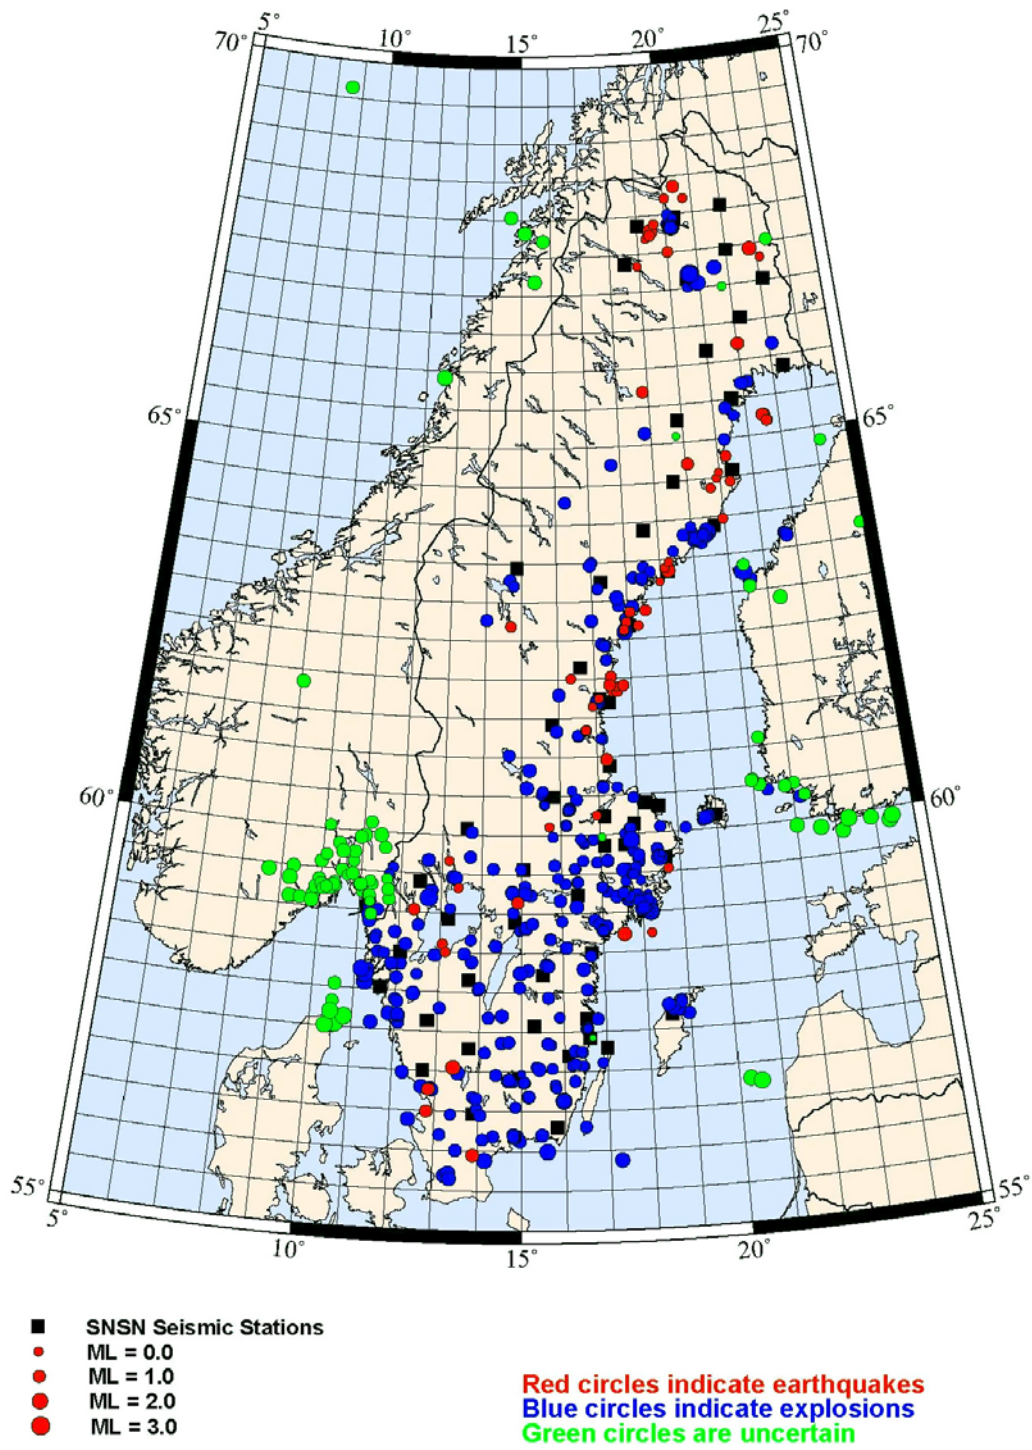 5° 10° 15° 20° 25°
70° 70°
65° 65°
60° 60°
55° 55°
5° 10° 15° 20° 25°
SNSN Seismic Stations
ML = 0.0
ML = 1.0
ML = 2.0
ML = 3.0
Red circles indicate earthquakes
Blue circles indicate explosions
Green circles are uncertain